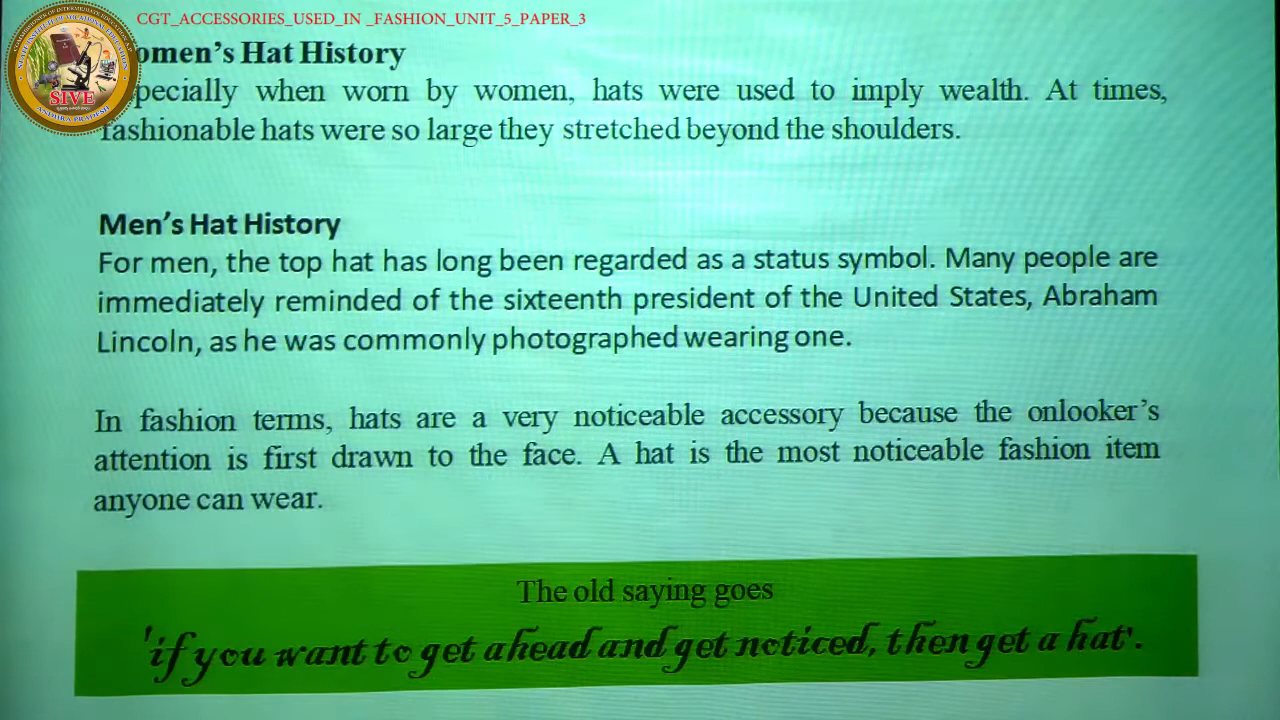 CGT_ACCESSORIES_USED_IN _FASHION_UNIT_5_PAPER_3
omen's Hat History
pecially when worn by women, hats were used to imply wealth. At times,
fashionable hats were so large they stretched beyond the shoulders.
Men's Hat History
For men, the top hat has long been regarded as a status symbol. Many people are
immediately reminded of the sixteenth president of the United States, Abraham
Lincoln, as he was commonly photographed wearing one.
In fashion terms, hats are a very noticeable accessory because the onlooker's
attention is first drawn to the face. A hat is the most noticeable fashion item
anyone can wear.
The old saying goes
'if you want to get ahead and get noticed, then get a hat'.
SIVE
ANDHRA PRADESH